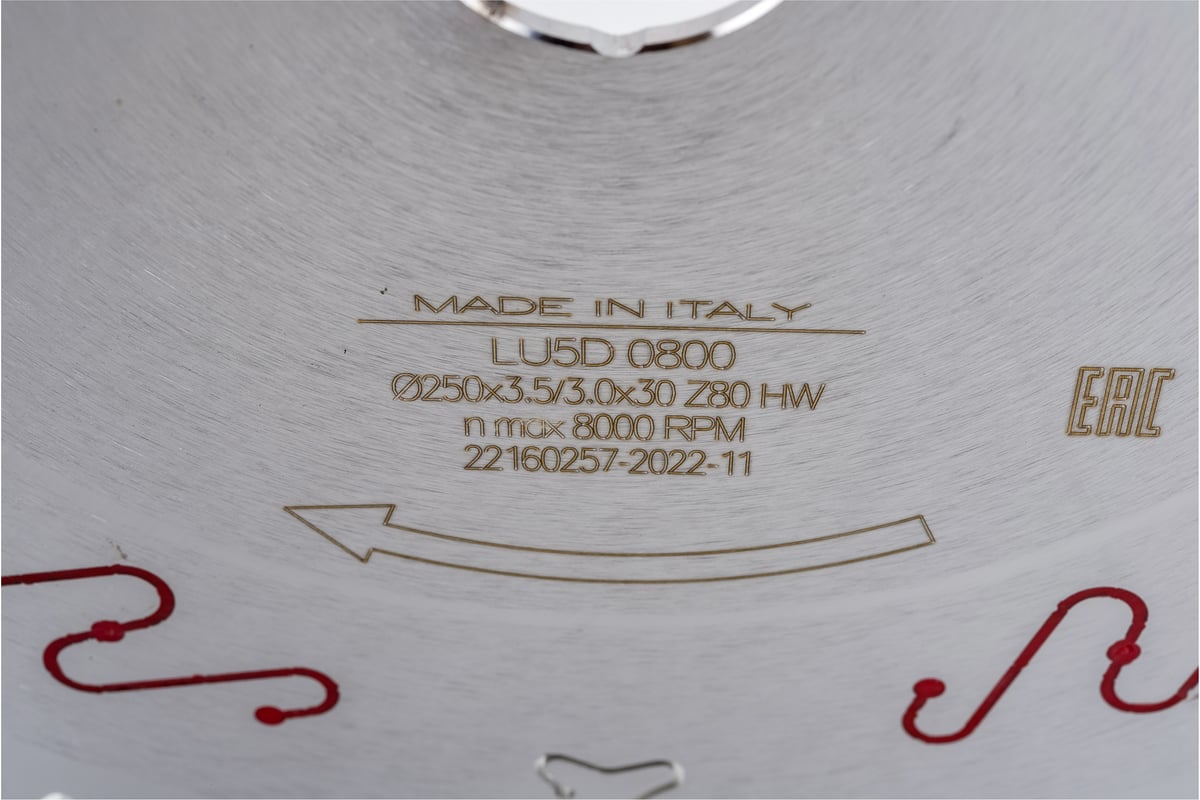 MADE IN ITALY
LU5D 0800
Ø250x3.5/3.0x30 Z80 HW
n max 8000 RPM
22160257-2022-11
EAC